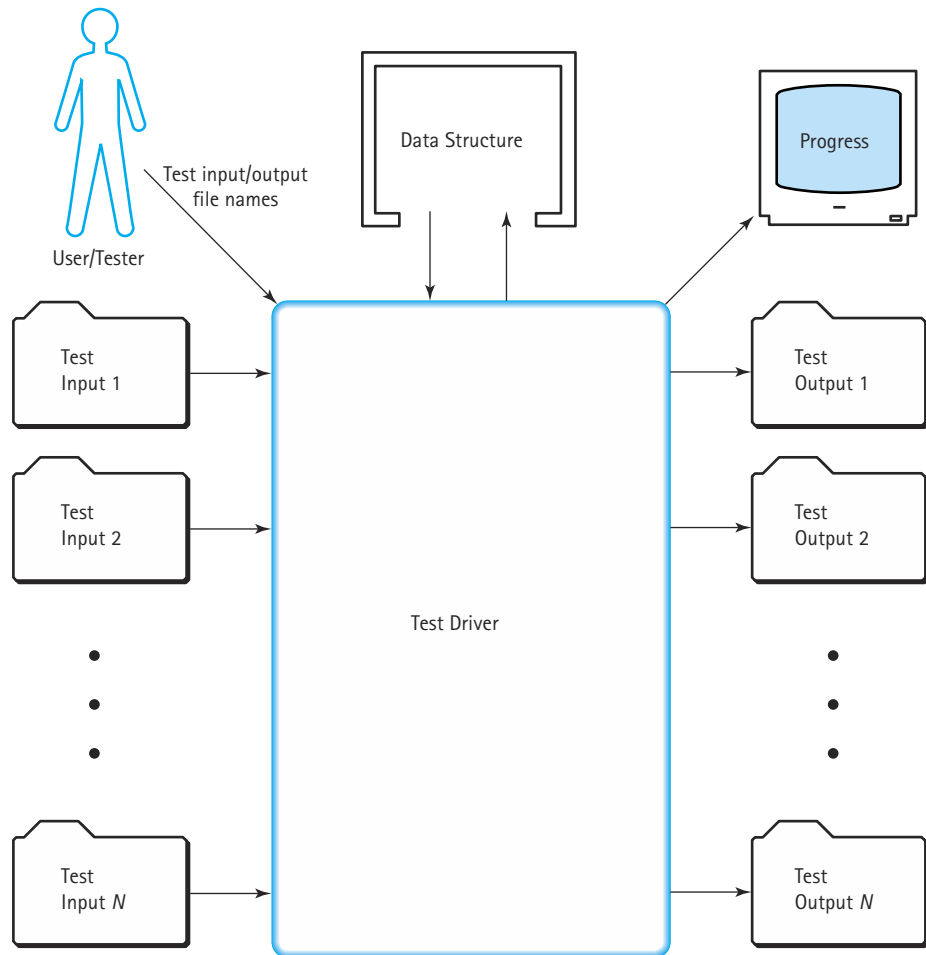 Data Structure
Progress
Test input/output
file names
User/Tester
Test
Input 1
Test
Output 1
Test
Input 2
Test
Output 2
Test Driver
Test
Input N
Test
Output N